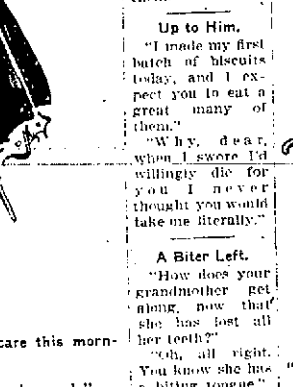 Up to Him.
"I made my first
batch of biscuits
today, and I ex-
pect you to eat a
great many of
them."
"Why, dear,
when I swore I'd
willingly die for
you I never
thought you would
take me literally."
A Biter Left.
"How does your
grandmother get
along, now that
she has lost all
her teeth?"
"Oh, all right.
You know she has
a biting tongue."
care this morn-